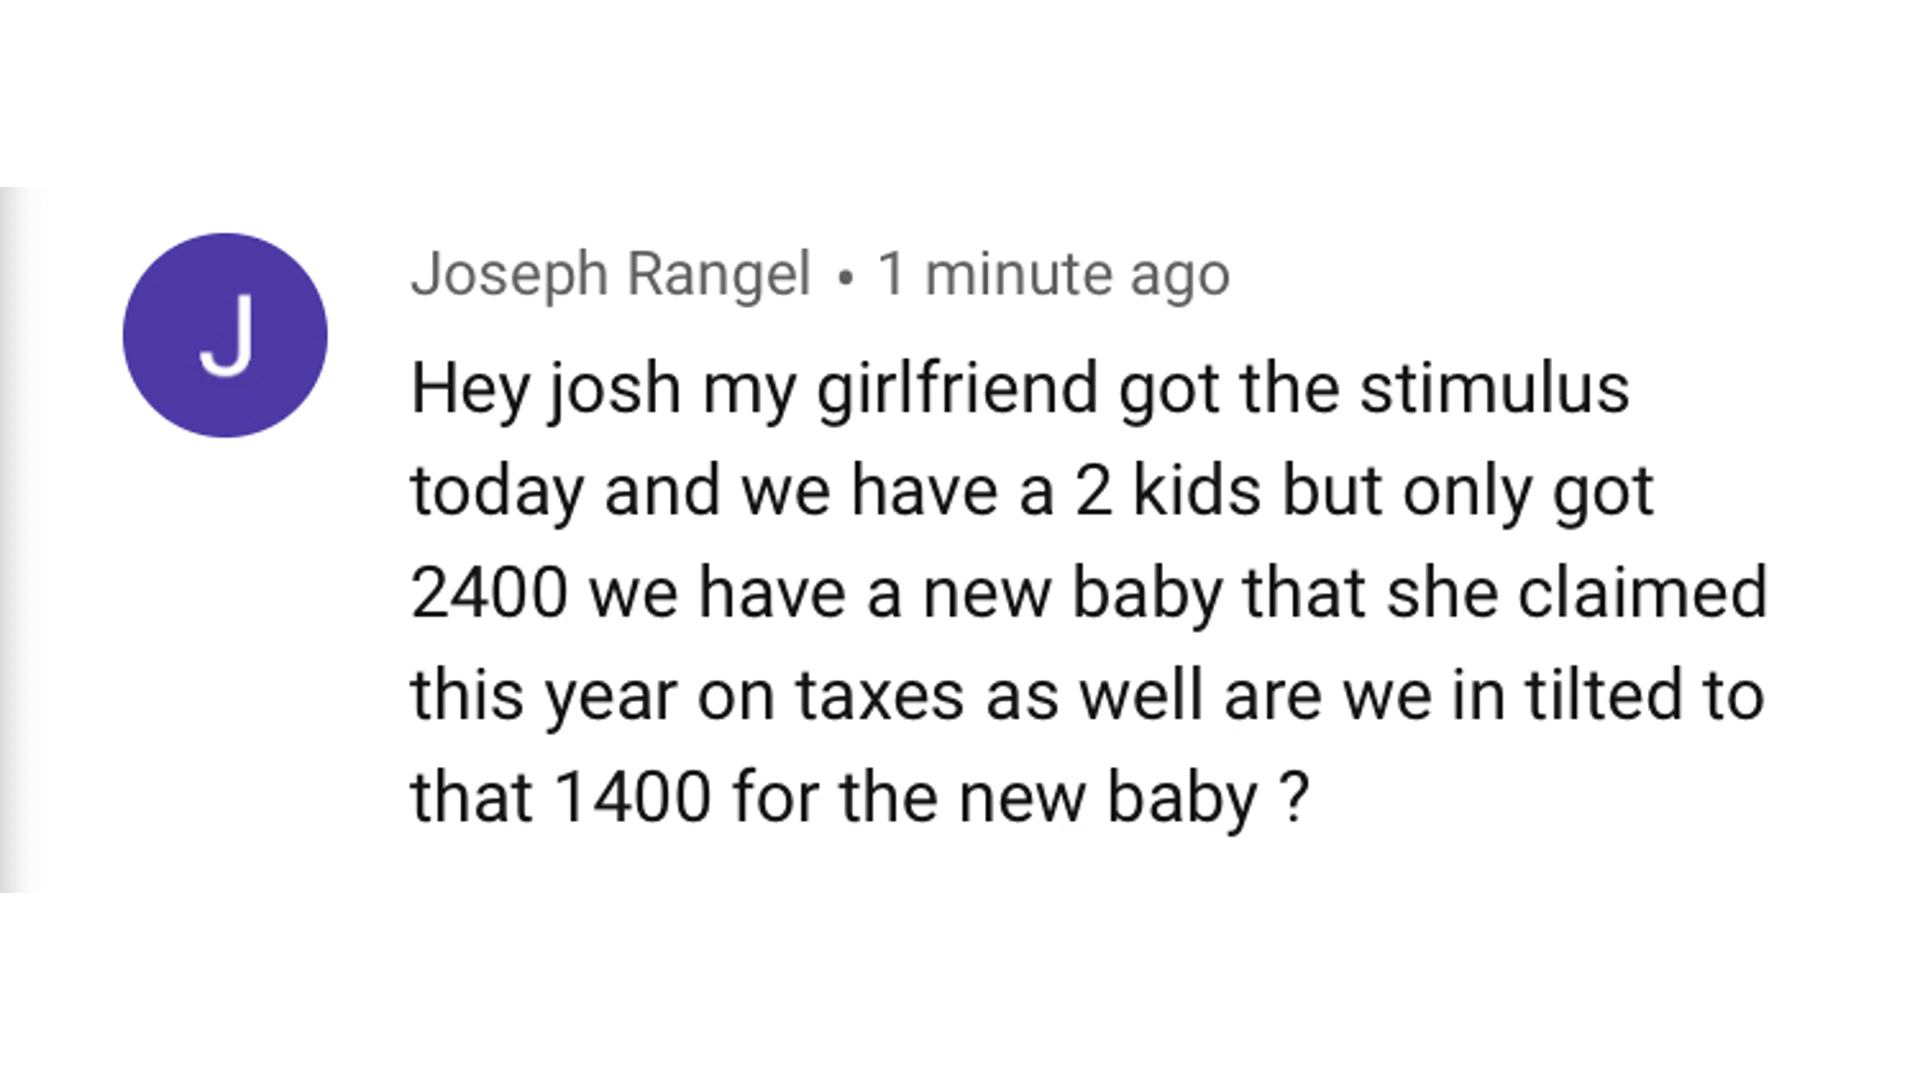 J
Joseph Rangel • 1 minute ago
Hey josh my girlfriend got the stimulus
today and we have a 2 kids but only got
2400 we have a new baby that she claimed
this year on taxes as well are we in tilted to
that 1400 for the new baby ?